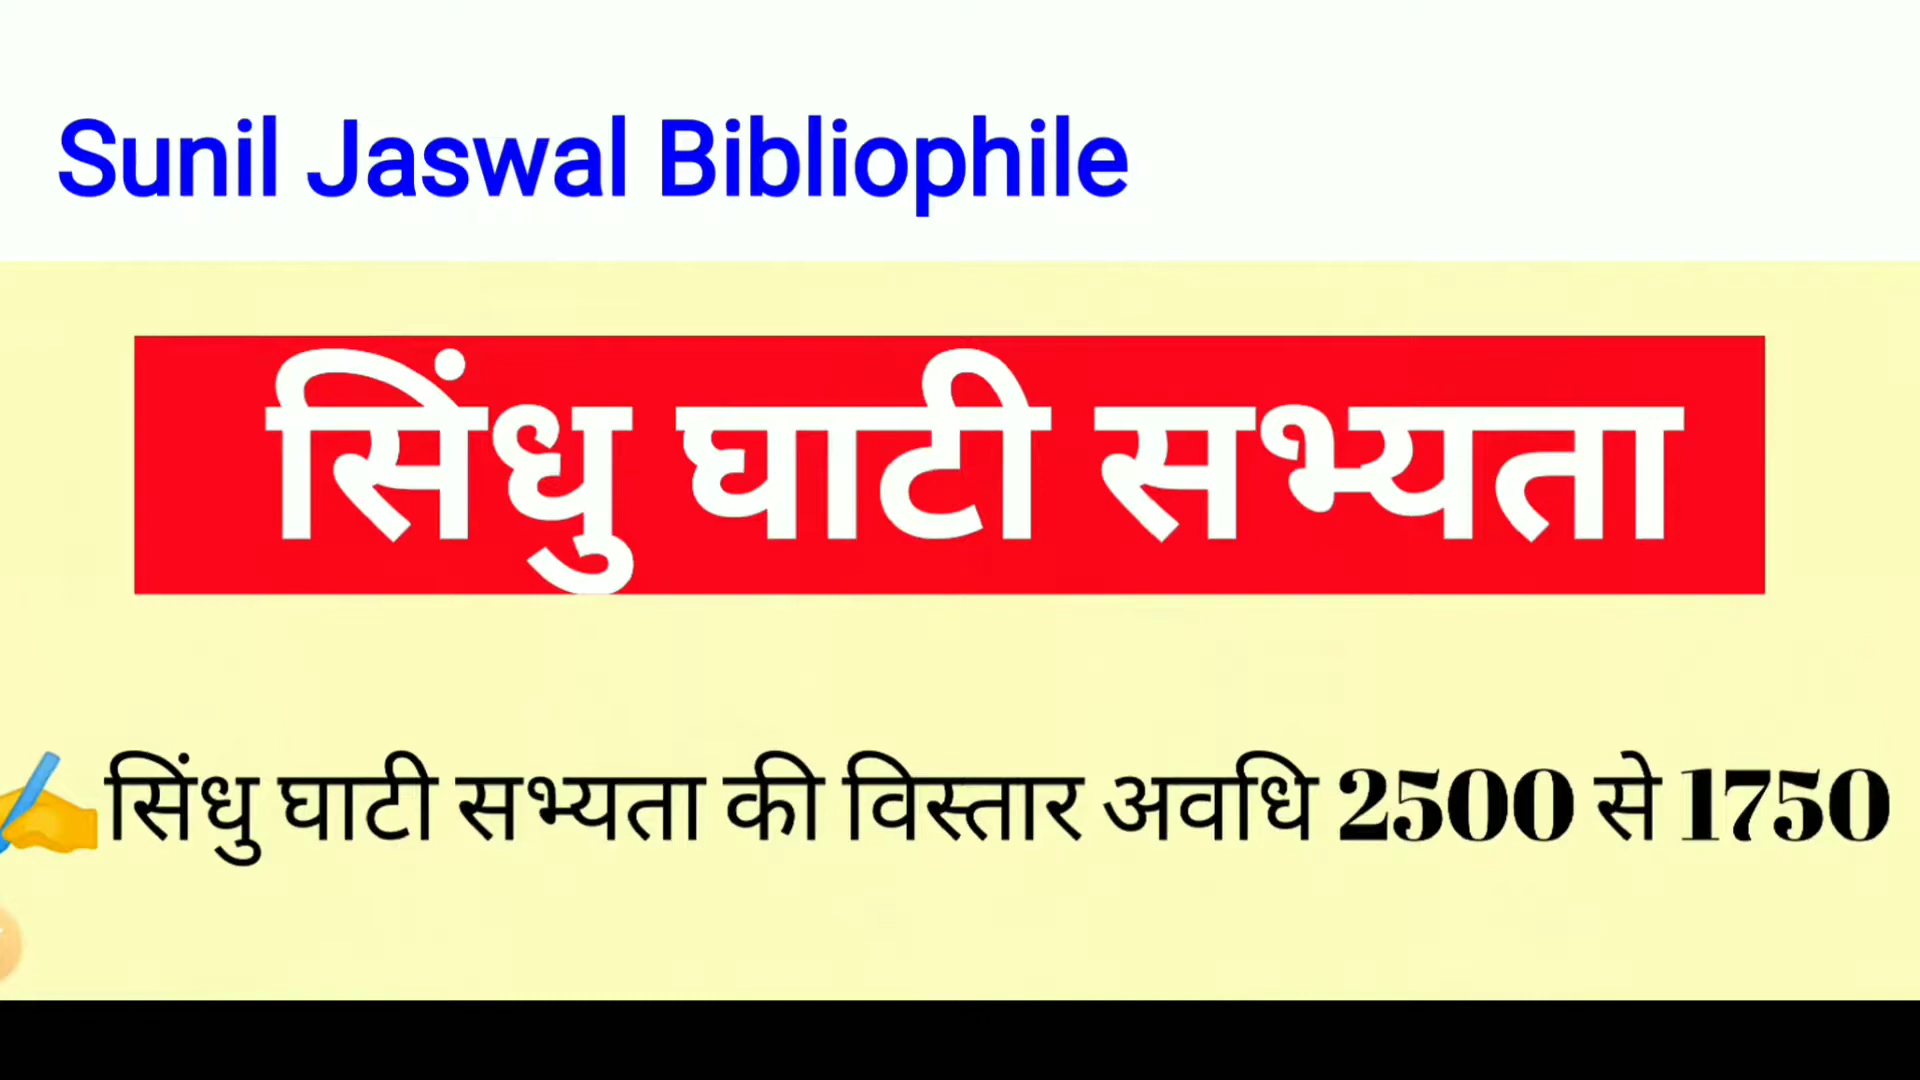 Sunil Jaswal Bibliophile
सिंधु घाटी सभ्यता
✍सिंधु घाटी सभ्यता की विस्तार अवधि 2500 से 1750